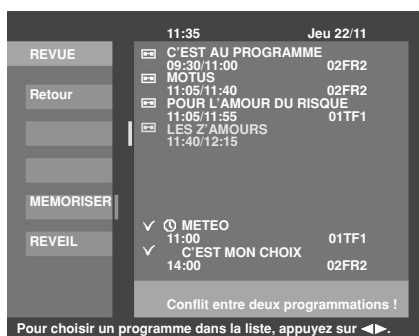 11:35 Jeu 22/11
REVUE
C'EST AU PROGRAMME
09:30/11:00 02FR2
MOTUS
Retour
11:05/11:40 02FR2
POUR L'AMOUR DU RISQUE
11:05/11:55 01TF1
LES Z'AMOURS
11:40/12:15
MEMORISER
METEO
REVEIL
11:00 01TF1
C'EST MON CHOIX
14:00 02FR2
Conflit entre deux programmations !
Pour choisir un programme dans la liste, appuyez sur ◀▶.